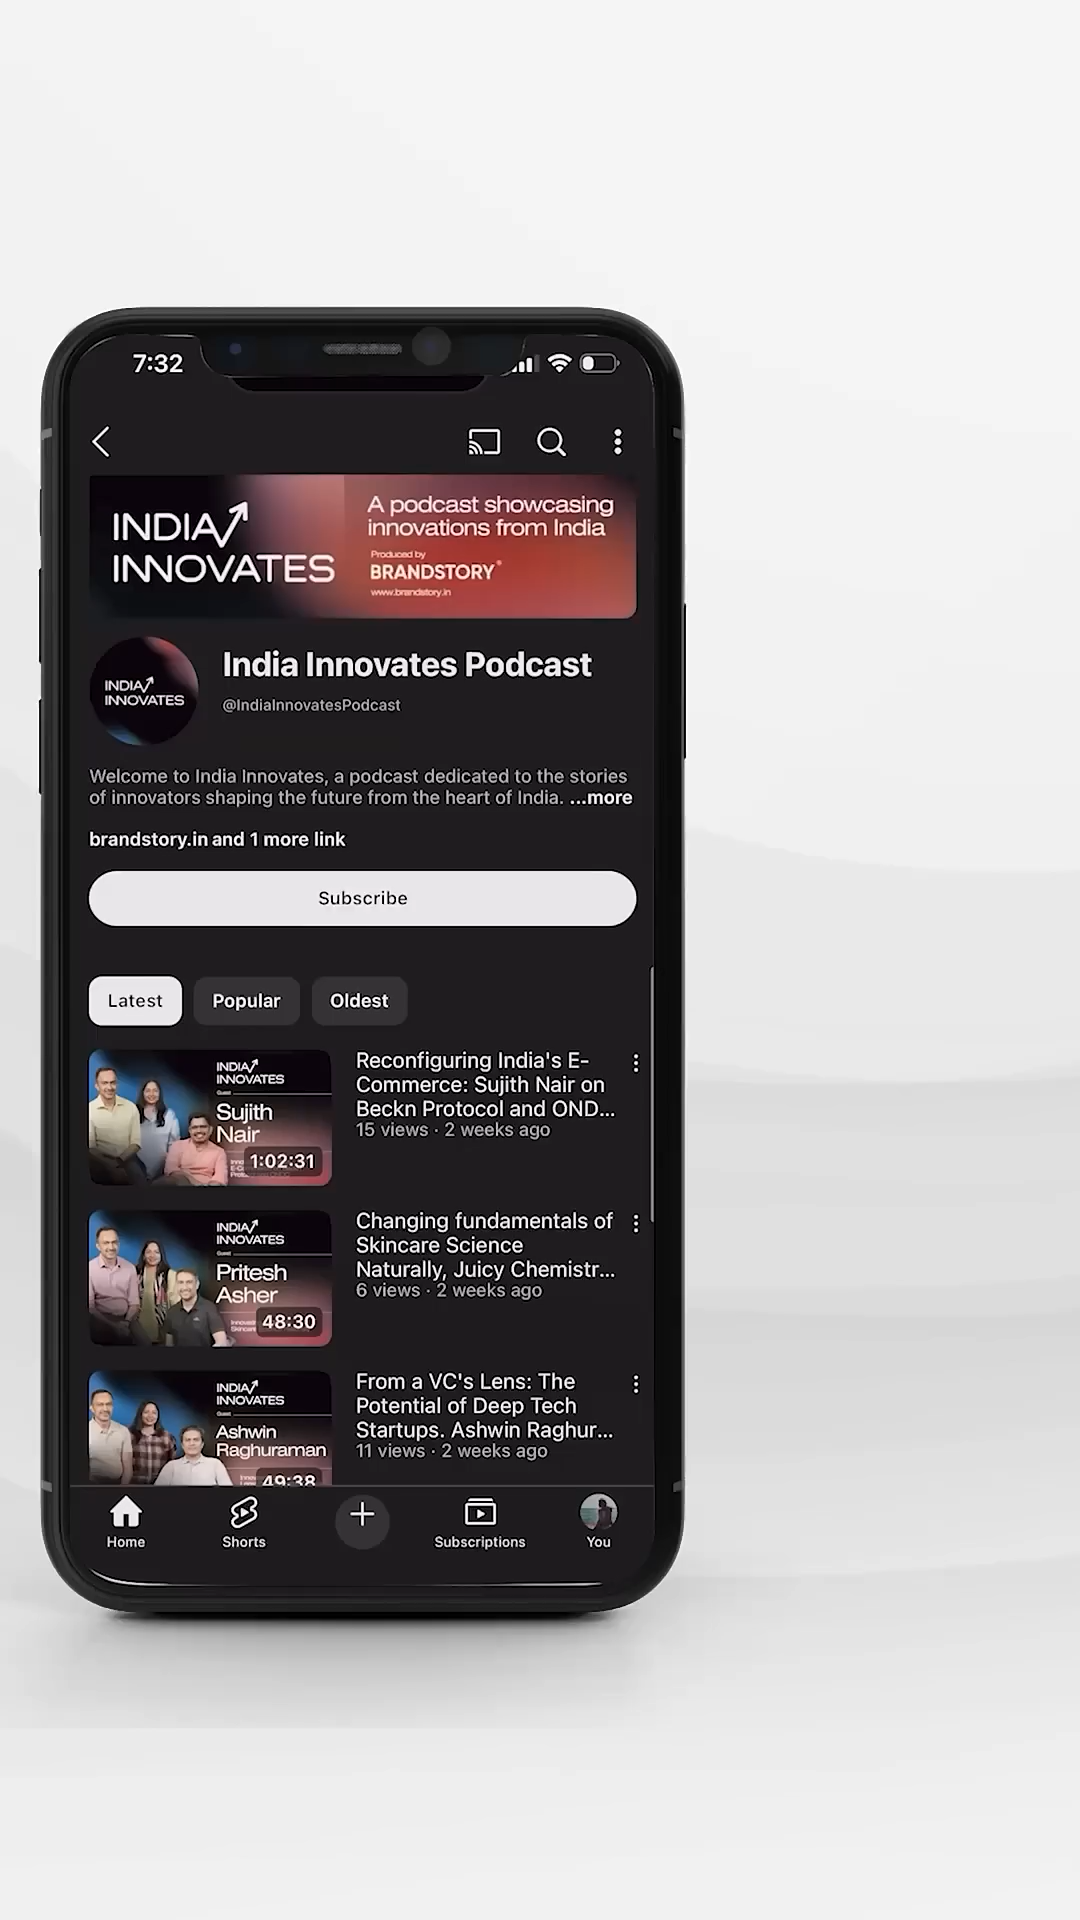 7:32
INDIA
INNOVATES
A podcast showcasing
innovations from India
Produced by
BRANDSTORY
www.brandstory.in
INDIA
INNOVATES
India Innovates Podcast
@IndiaInnovatesPodcast
Welcome to India Innovates, a podcast dedicated to the stories
of innovators shaping the future from the heart of India. ...more
brandstory.in and 1 more link
Subscribe
Latest
Popular
Oldest
INDIA
INNOVATES
Guest
Sujith
Nair
1:02:31
Reconfiguring India's E-
Commerce: Sujith Nair on
Beckn Protocol and OND...
15 views · 2 weeks ago
INDIA
INNOVATES
Guest
Pritesh
Asher
48:30
Changing fundamentals of
Skincare Science
Naturally, Juicy Chemistr...
6 views · 2 weeks ago
INDIA
INNOVATES
Guest
Ashwin
Raghuraman
49:38
From a VC's Lens: The
Potential of Deep Tech
Startups. Ashwin Raghur...
11 views · 2 weeks ago
Home
Shorts
Subscriptions
You